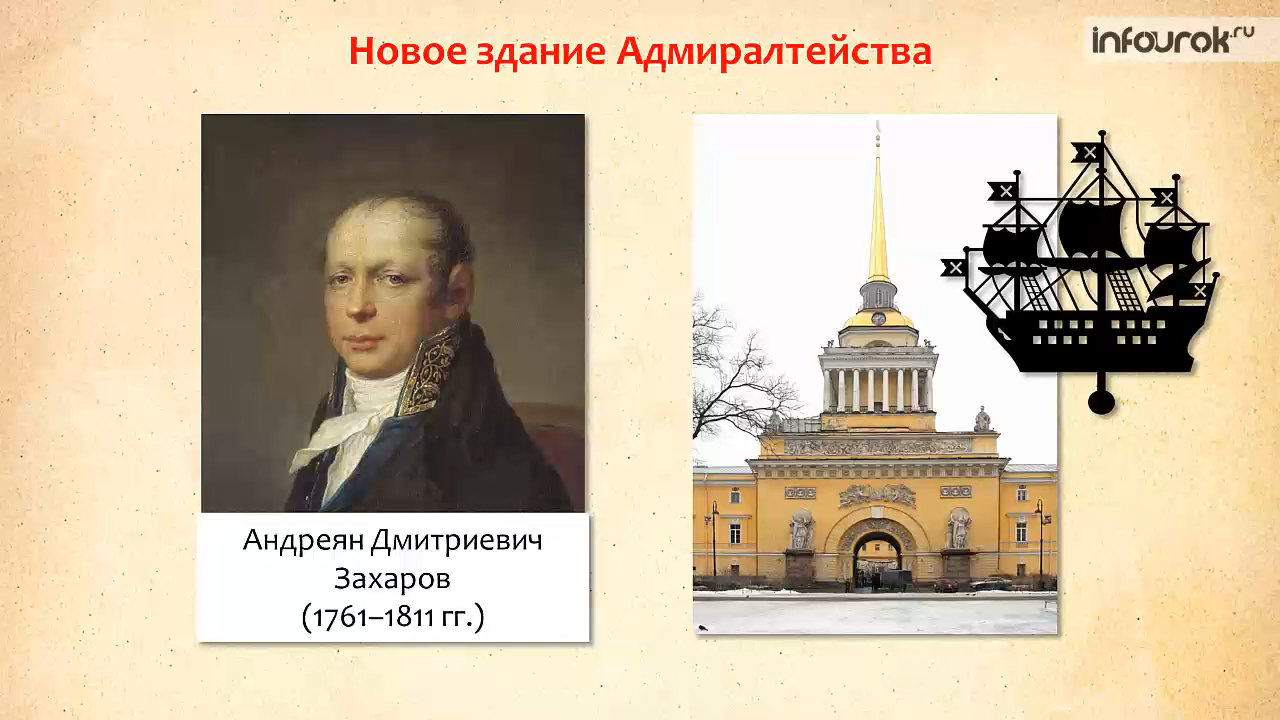 Новое здание Адмиралтейства
infourok.ru
Андреян Дмитриевич
Захаров
(1761–1811 гг.)